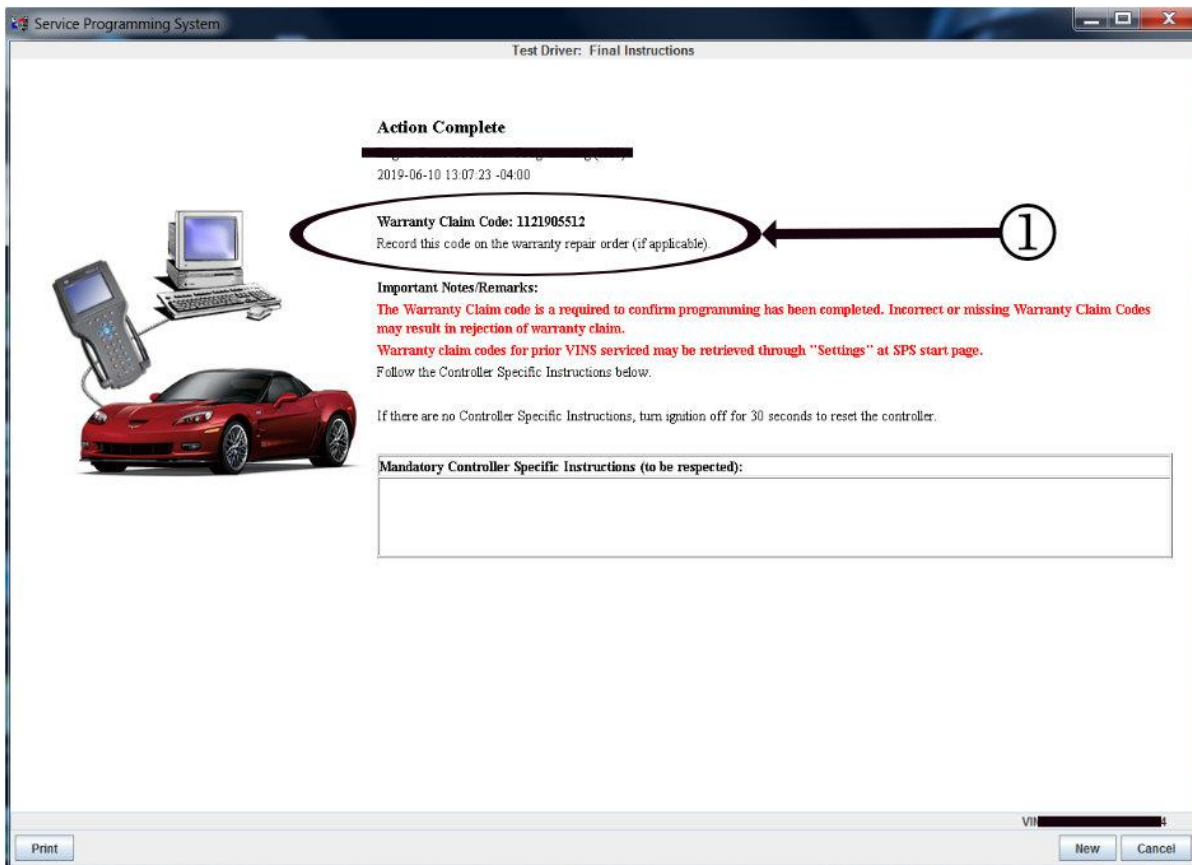 Service Programming System
Test Driver: Final Instructions
Action Complete
2019-06-10 13:07:23 -04:00
Warranty Claim Code: 1121905512
Record this code on the warranty repair order (if applicable).
1
Important Notes/Remarks:
The Warranty Claim code is a required to confirm programming has been completed. Incorrect or missing Warranty Claim Codes
may result in rejection of warranty claim.
Warranty claim codes for prior VINS serviced may be retrieved through "Settings" at SPS start page.
Follow the Controller Specific Instructions below.
If there are no Controller Specific Instructions, turn ignition off for 30 seconds to reset the controller.
Mandatory Controller Specific Instructions (to be respected):
VIN 4
Print New Cancel